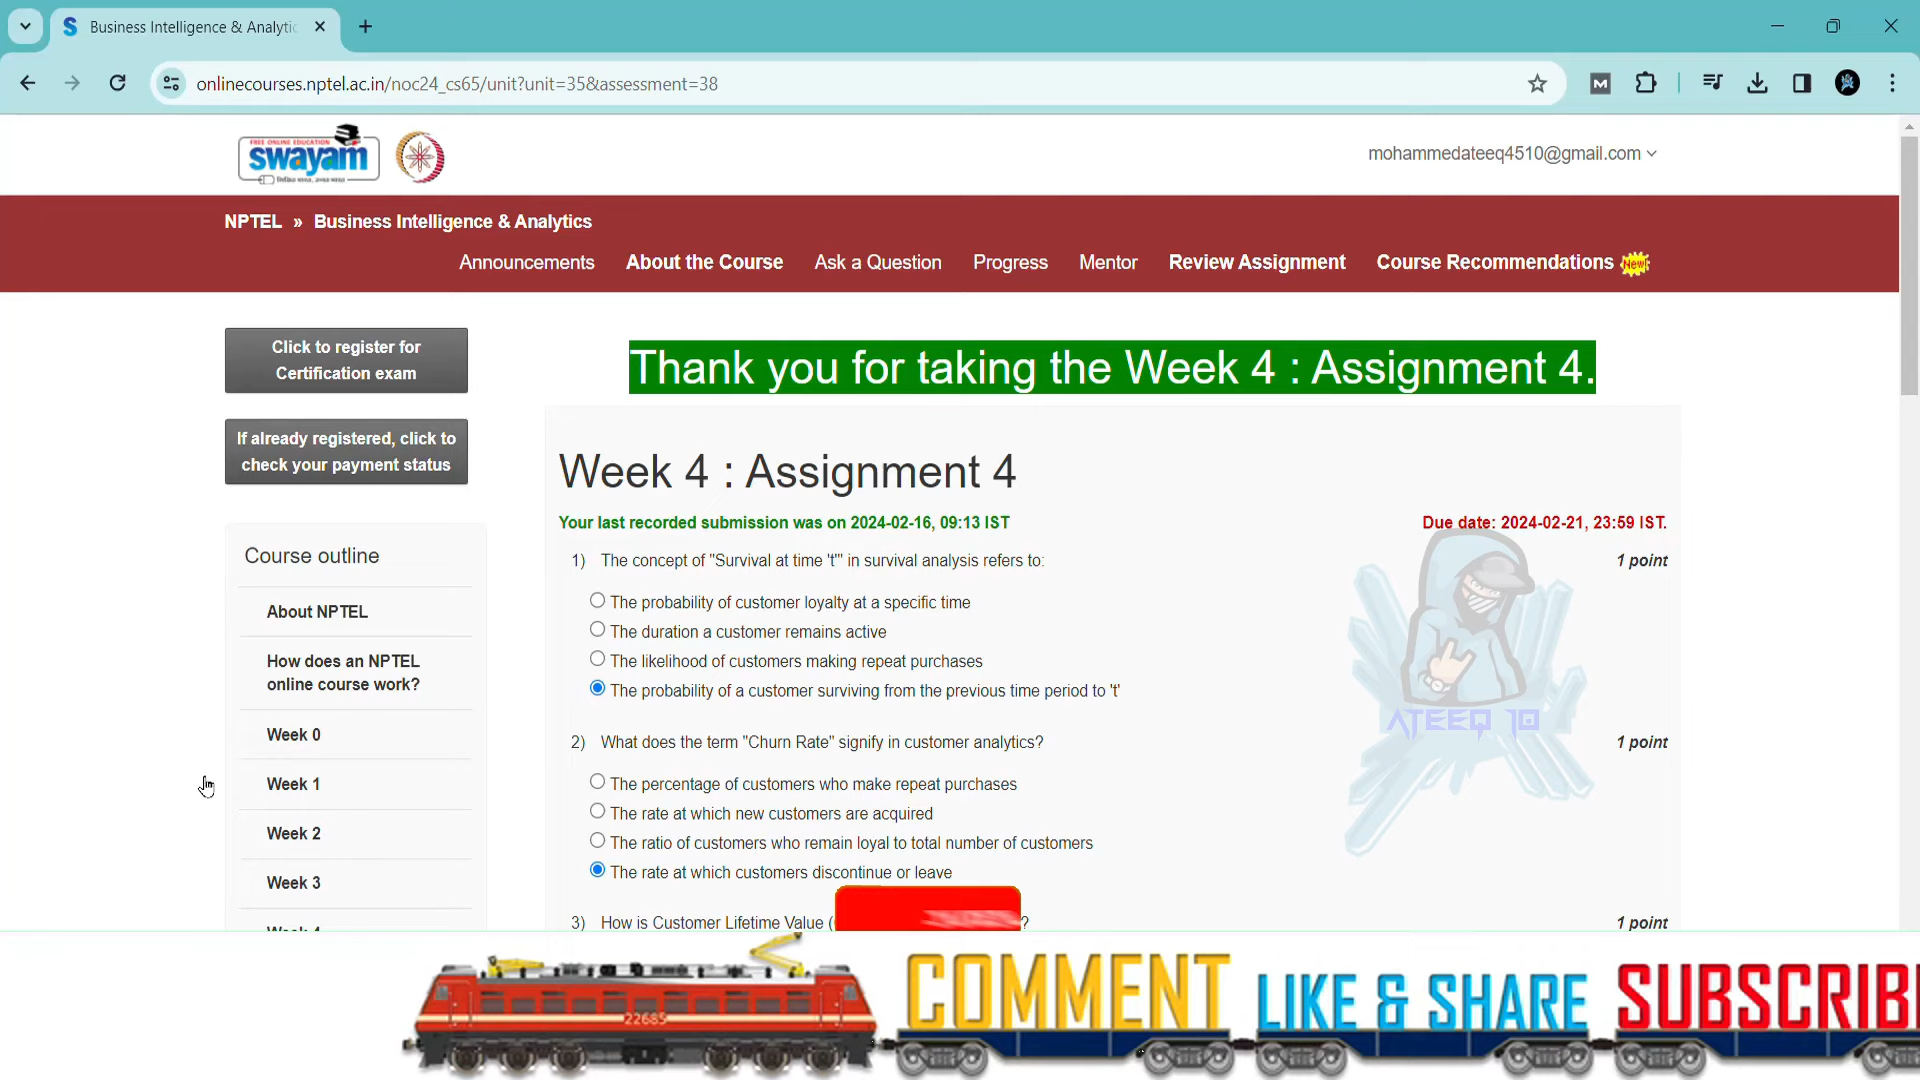 Business Intelligence & Analytic
onlinecourses.nptel.ac.in/noc24_cs65/unit?unit=35&assessment=38
FREE ONLINE EDUCATION
swayam
mohammedateeq4510@gmail.com
NPTEL » Business Intelligence & Analytics
Announcements About the Course Ask a Question Progress Mentor Review Assignment Course Recommendations New!
Click to register for
Certification exam
If already registered, click to
check your payment status
Course outline
About NPTEL
How does an NPTEL
online course work?
Week 0
Week 1
Week 2
Week 3
Thank you for taking the Week 4 : Assignment 4.
Week 4 : Assignment 4
Your last recorded submission was on 2024-02-16, 09:13 IST
Due date: 2024-02-21, 23:59 IST.
1) The concept of "Survival at time 't'" in survival analysis refers to:
1 point
The probability of customer loyalty at a specific time
The duration a customer remains active
The likelihood of customers making repeat purchases
The probability of a customer surviving from the previous time period to 't'
ATEEQ 10
2) What does the term "Churn Rate" signify in customer analytics?
1 point
The percentage of customers who make repeat purchases
The rate at which new customers are acquired
The ratio of customers who remain loyal to total number of customers
The rate at which customers discontinue or leave
3) How is Customer Lifetime Value ( ?
1 point
22685
COMMENT
LIKE & SHARE
SUBSCRIB